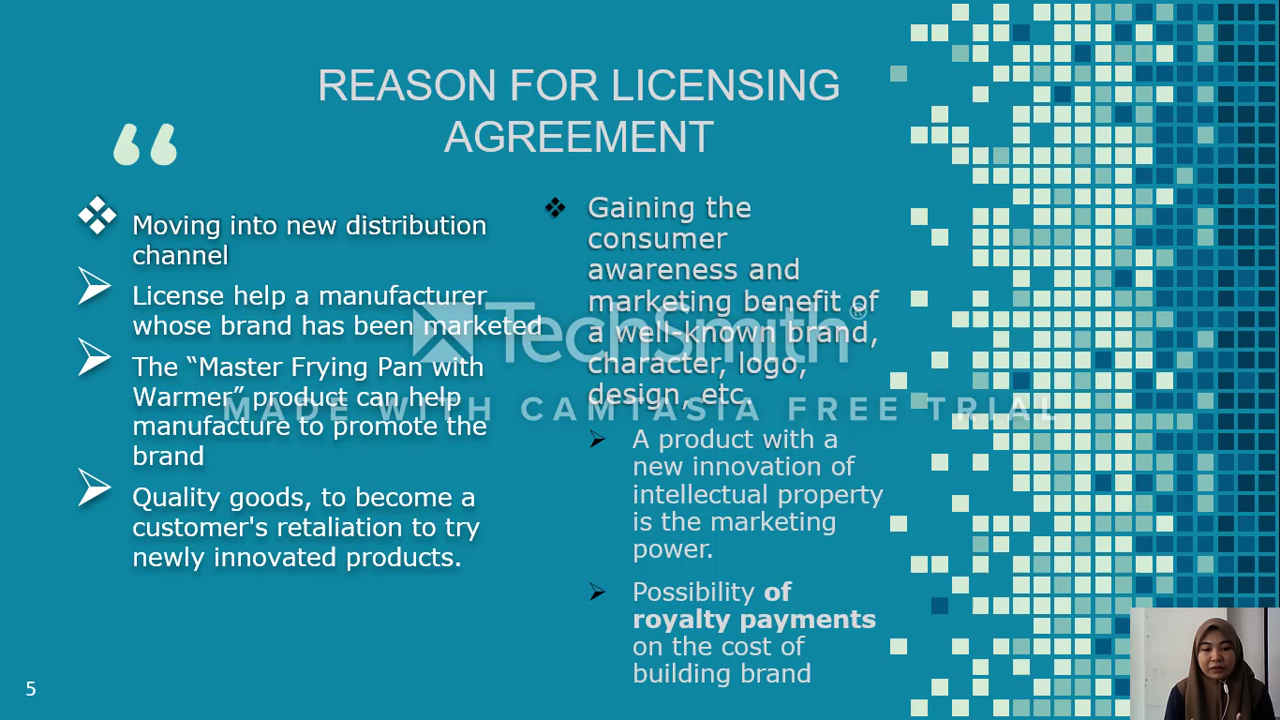 REASON FOR LICENSING
AGREEMENT
“
Moving into new distribution
channel
License help a manufacturer
whose brand has been marketed
The “Master Frying Pan with
Warmer” product can help
manufacture to promote the
brand
Quality goods, to become a
customer's retaliation to try
newly innovated products.
Gaining the
consumer
awareness and
marketing benefit of
a well-known brand,
character, logo,
design, etc.
A product with a
new innovation of
intellectual property
is the marketing
power.
Possibility of
royalty payments
on the cost of
building brand
TechSmith®
MADE WITH CAMTASIA FREE TRIAL
5